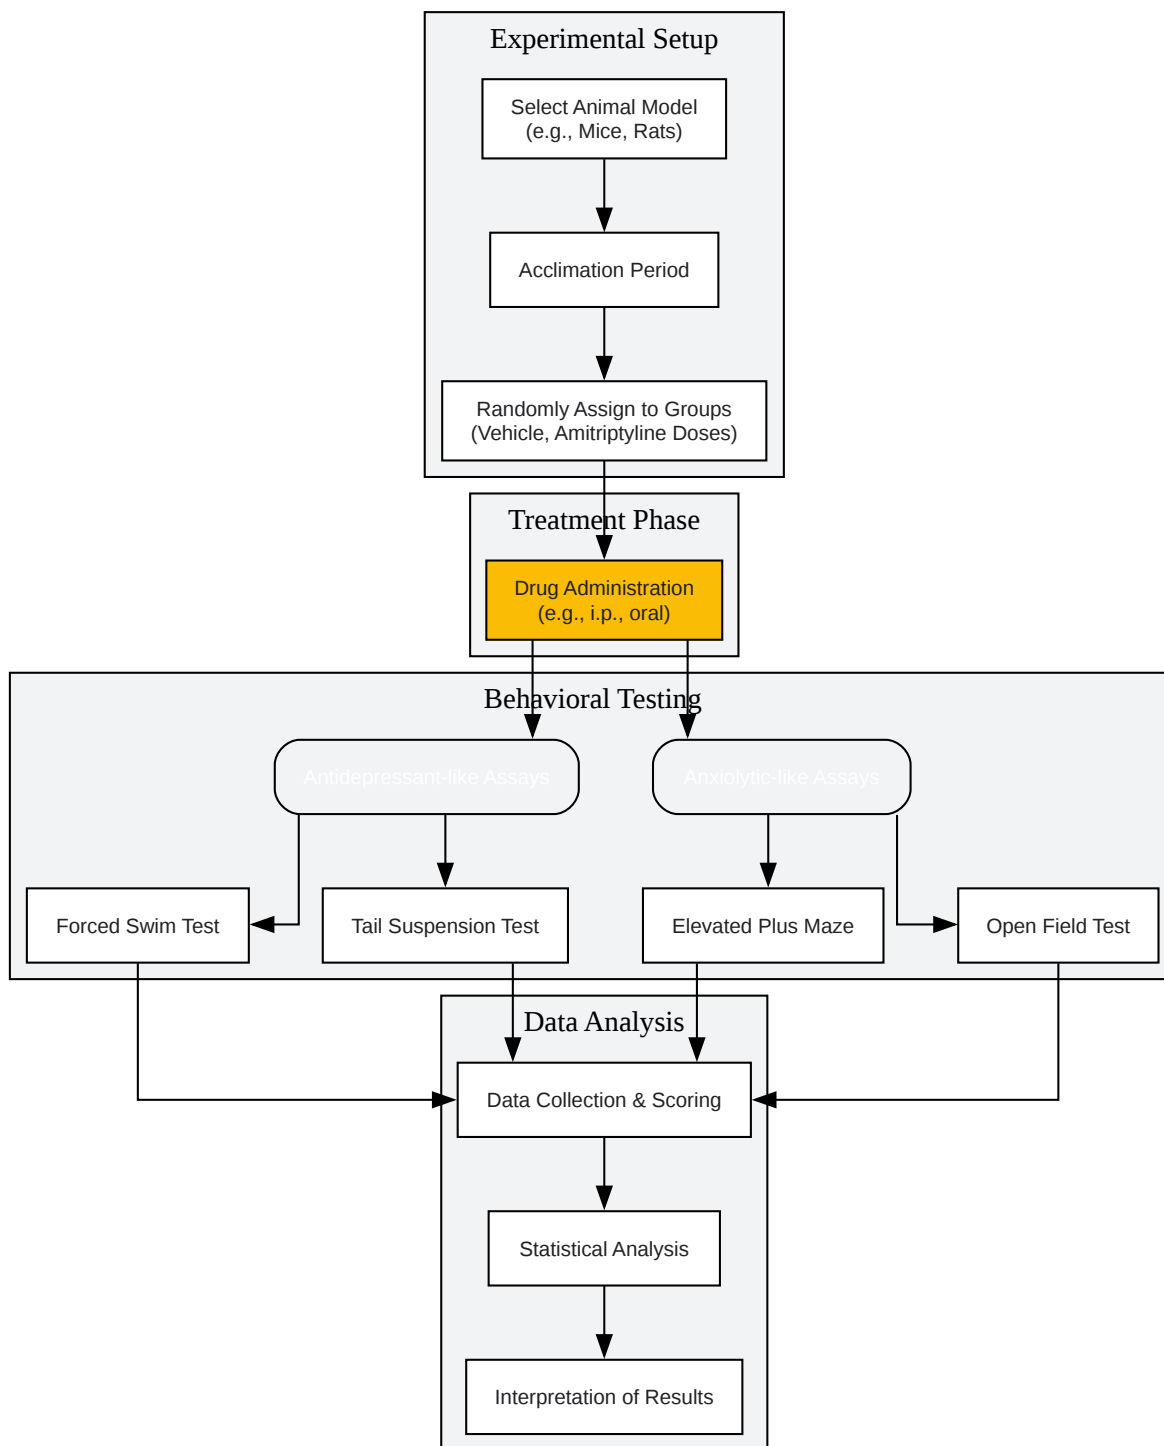 Experimental Setup
Select Animal Model
(e.g., Mice, Rats)
Acclimation Period
Randomly Assign to Groups
(Vehicle, Amitriptyline Doses)
Treatment Phase
Drug Administration
(e.g., i.p., oral)
Behavioral Testing
Antidepressant-like Assays
Anxiolytic-like Assays
Forced Swim Test
Tail Suspension Test
Elevated Plus Maze
Open Field Test
Data Analysis
Data Collection & Scoring
Statistical Analysis
Interpretation of Results